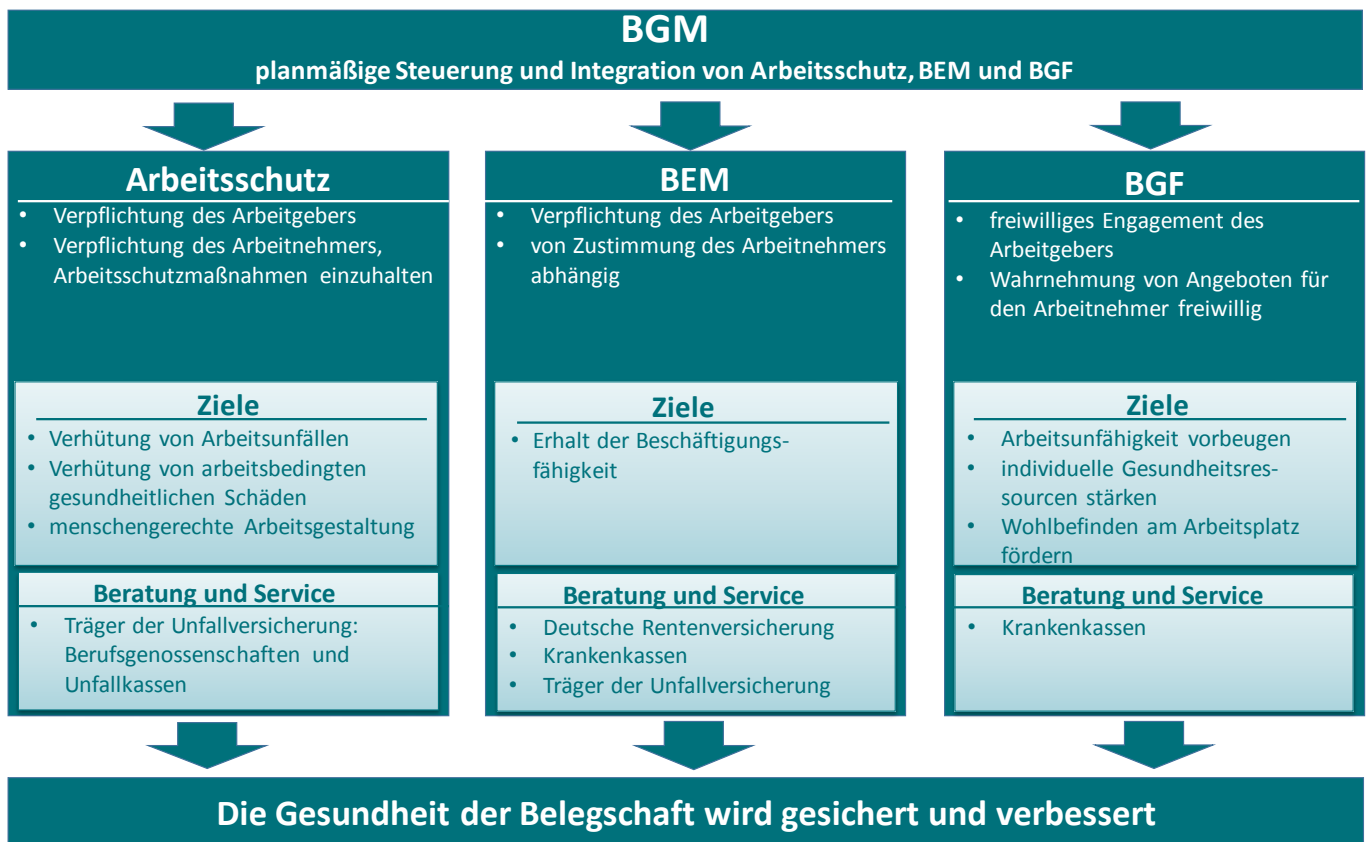 BGM
planmäßige Steuerung und Integration von Arbeitsschutz, BEM und BGF
Arbeitsschutz
• Verpflichtung des Arbeitgebers
• Verpflichtung des Arbeitnehmers,
Arbeitsschutzmaßnahmen einzuhalten
Ziele
• Verhütung von Arbeitsunfällen
• Verhütung von arbeitsbedingten
gesundheitlichen Schäden
• menschengerechte Arbeitsgestaltung
Beratung und Service
• Träger der Unfallversicherung:
Berufsgenossenschaften und
Unfallkassen
BEM
• Verpflichtung des Arbeitgebers
• von Zustimmung des Arbeitnehmers
abhängig
Ziele
• Erhalt der Beschäftigungs-
fähigkeit
Beratung und Service
• Deutsche Rentenversicherung
• Krankenkassen
• Träger der Unfallversicherung
BGF
• freiwilliges Engagement des
Arbeitgebers
• Wahrnehmung von Angeboten für
den Arbeitnehmer freiwillig
Ziele
• Arbeitsunfähigkeit vorbeugen
• individuelle Gesundheitsres-
sourcen stärken
• Wohlbefinden am Arbeitsplatz
fördern
Beratung und Service
• Krankenkassen
Die Gesundheit der Belegschaft wird gesichert und verbessert